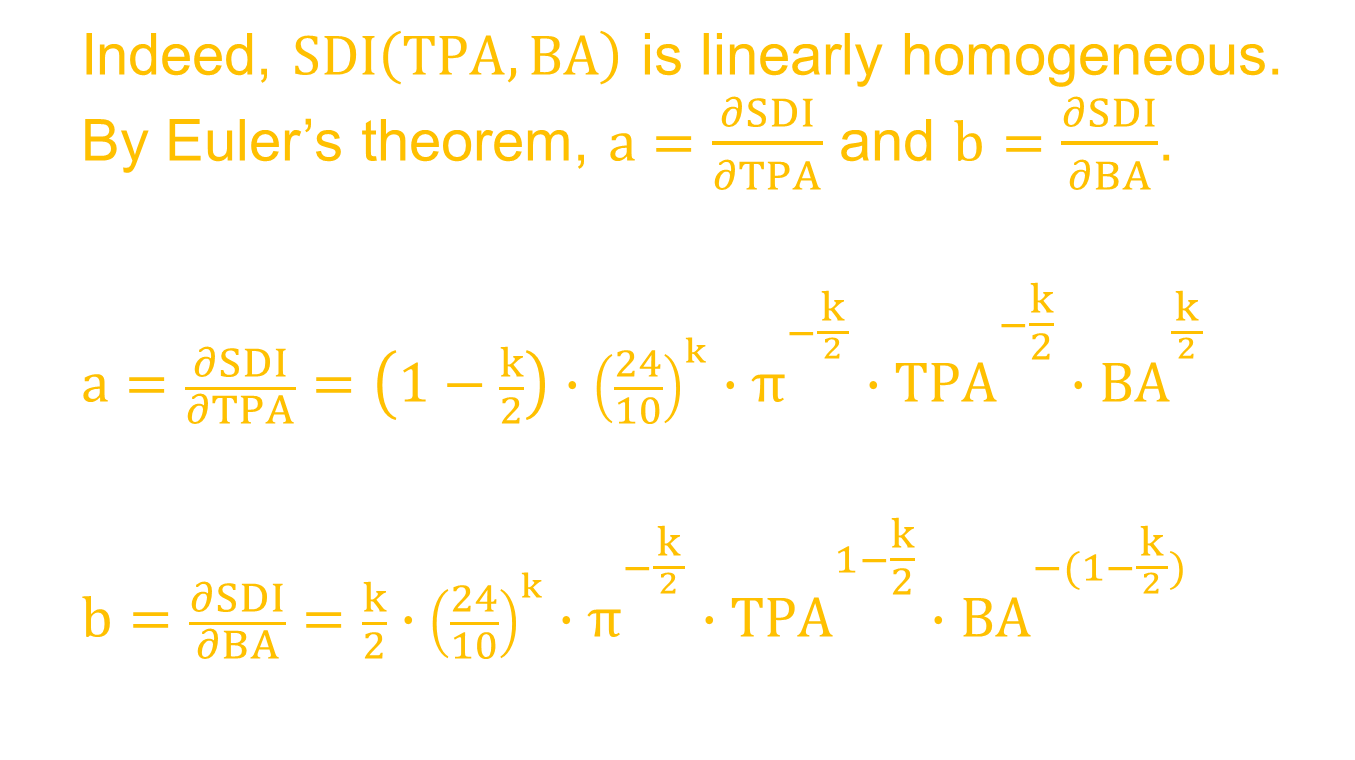 Indeed, SDI(TPA, BA) is linearly homogeneous.
By Euler’s theorem, a = ∂SDI/∂TPA and b = ∂SDI/∂BA.
a = ∂SDI/∂TPA = (1 − k/2) · (24/10)^k · π^(−k/2) · TPA^(−k/2) · BA^(k/2)
b = ∂SDI/∂BA = k/2 · (24/10)^k · π^(−k/2) · TPA^(1−k/2) · BA^(−(1−k/2))